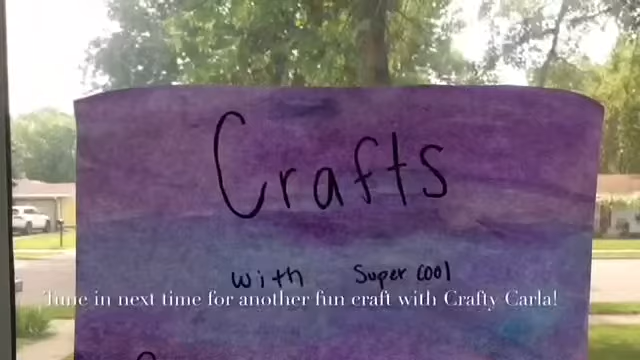 Crafts
with Super cool
Tune in next time for another fun craft with Crafty Carla!